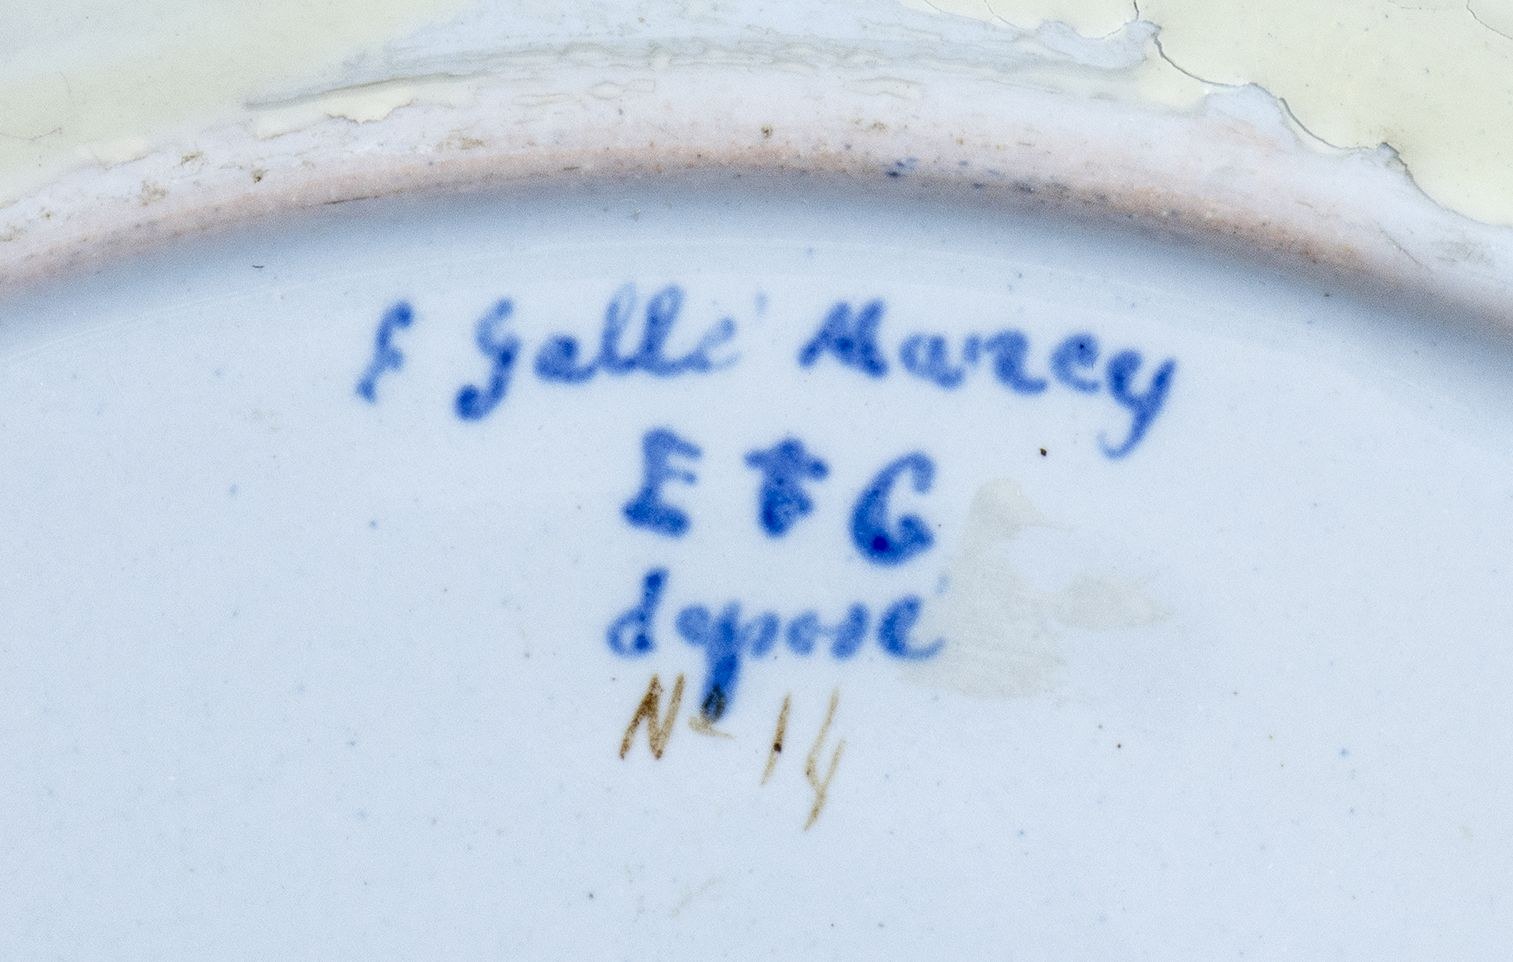 E Gallé Nancy
E ‡ G
déposé
Nº 14